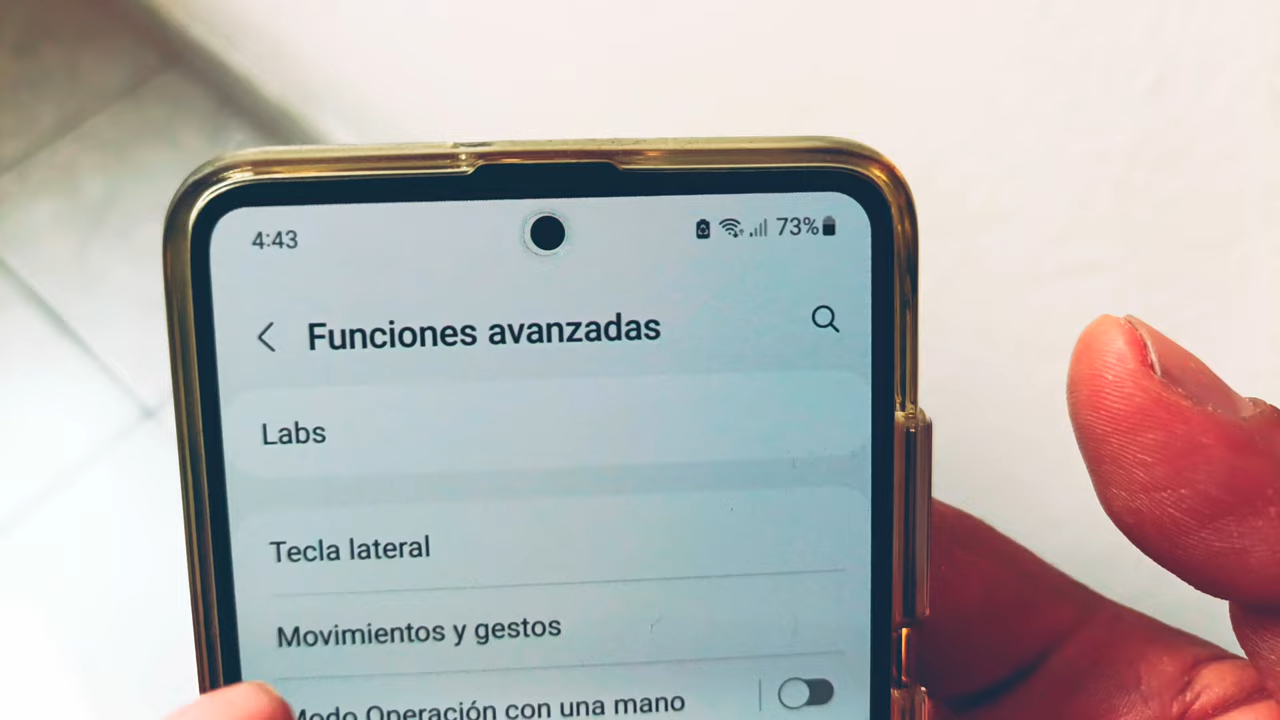 4:43 73%
Funciones avanzadas
Labs
Tecla lateral
Movimientos y gestos
Modo Operación con una mano